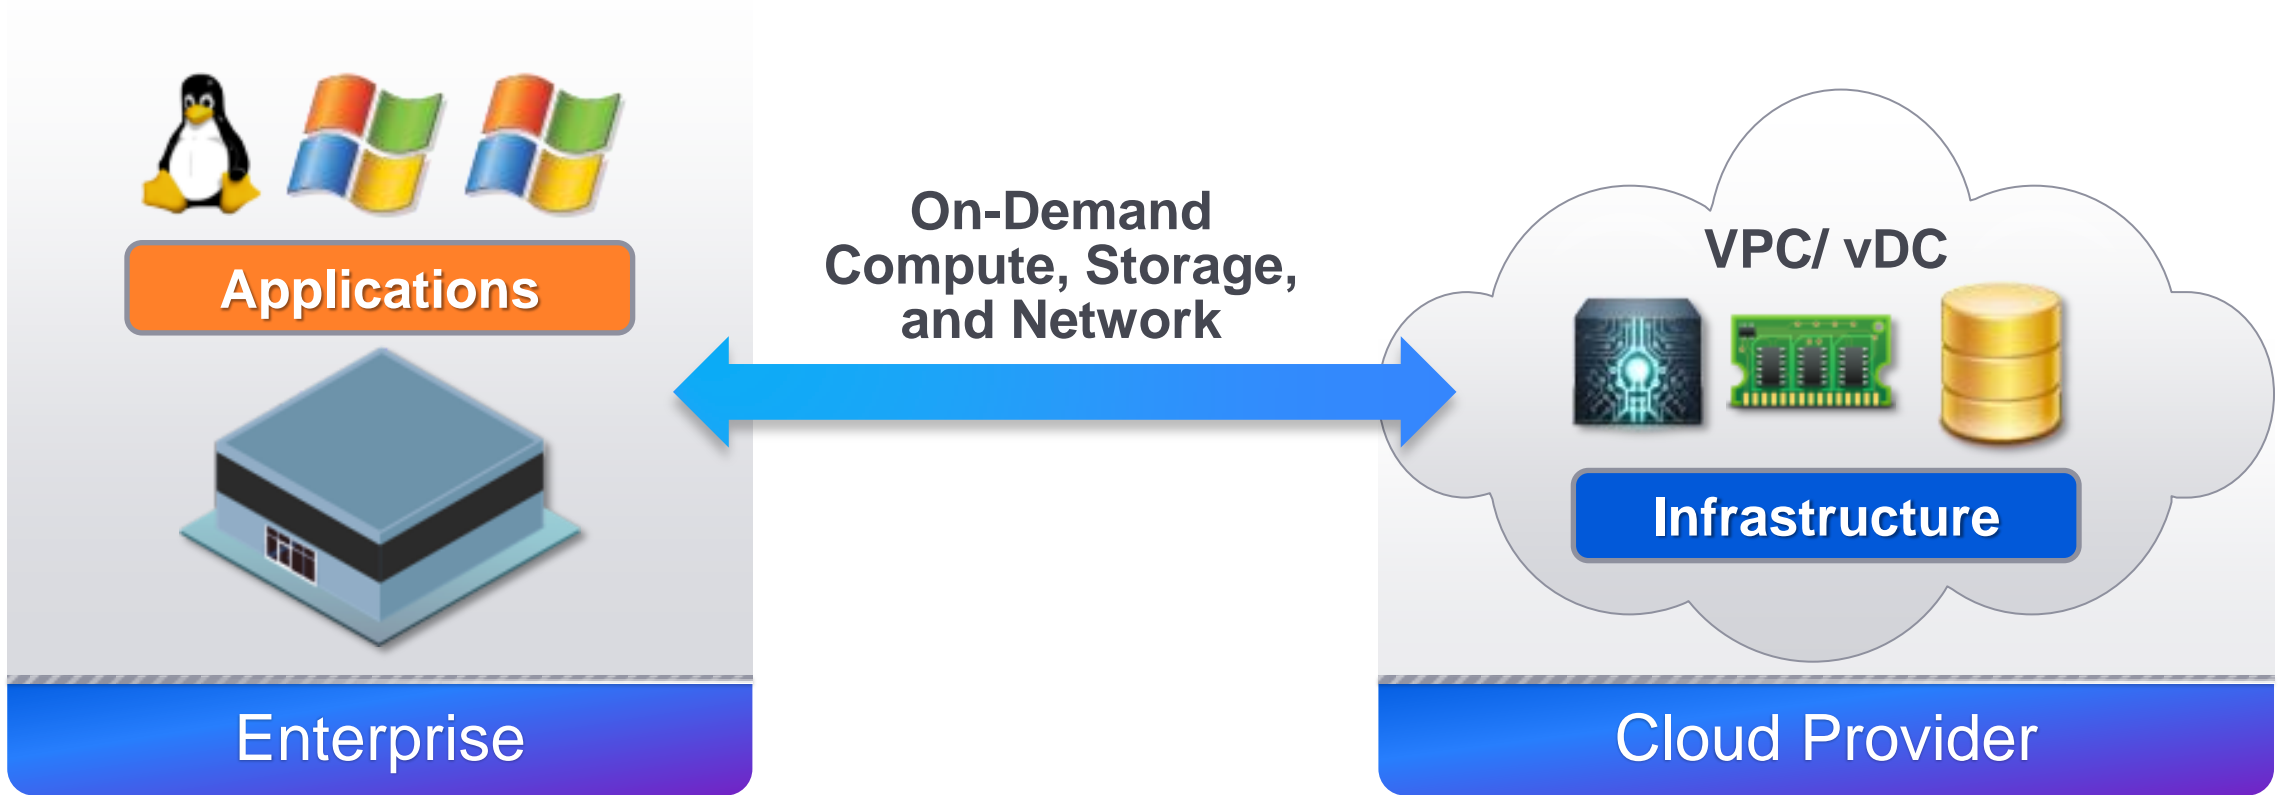 Applications
Enterprise
On-Demand
Compute, Storage,
and Network
VPC/ vDC
Infrastructure
Cloud Provider